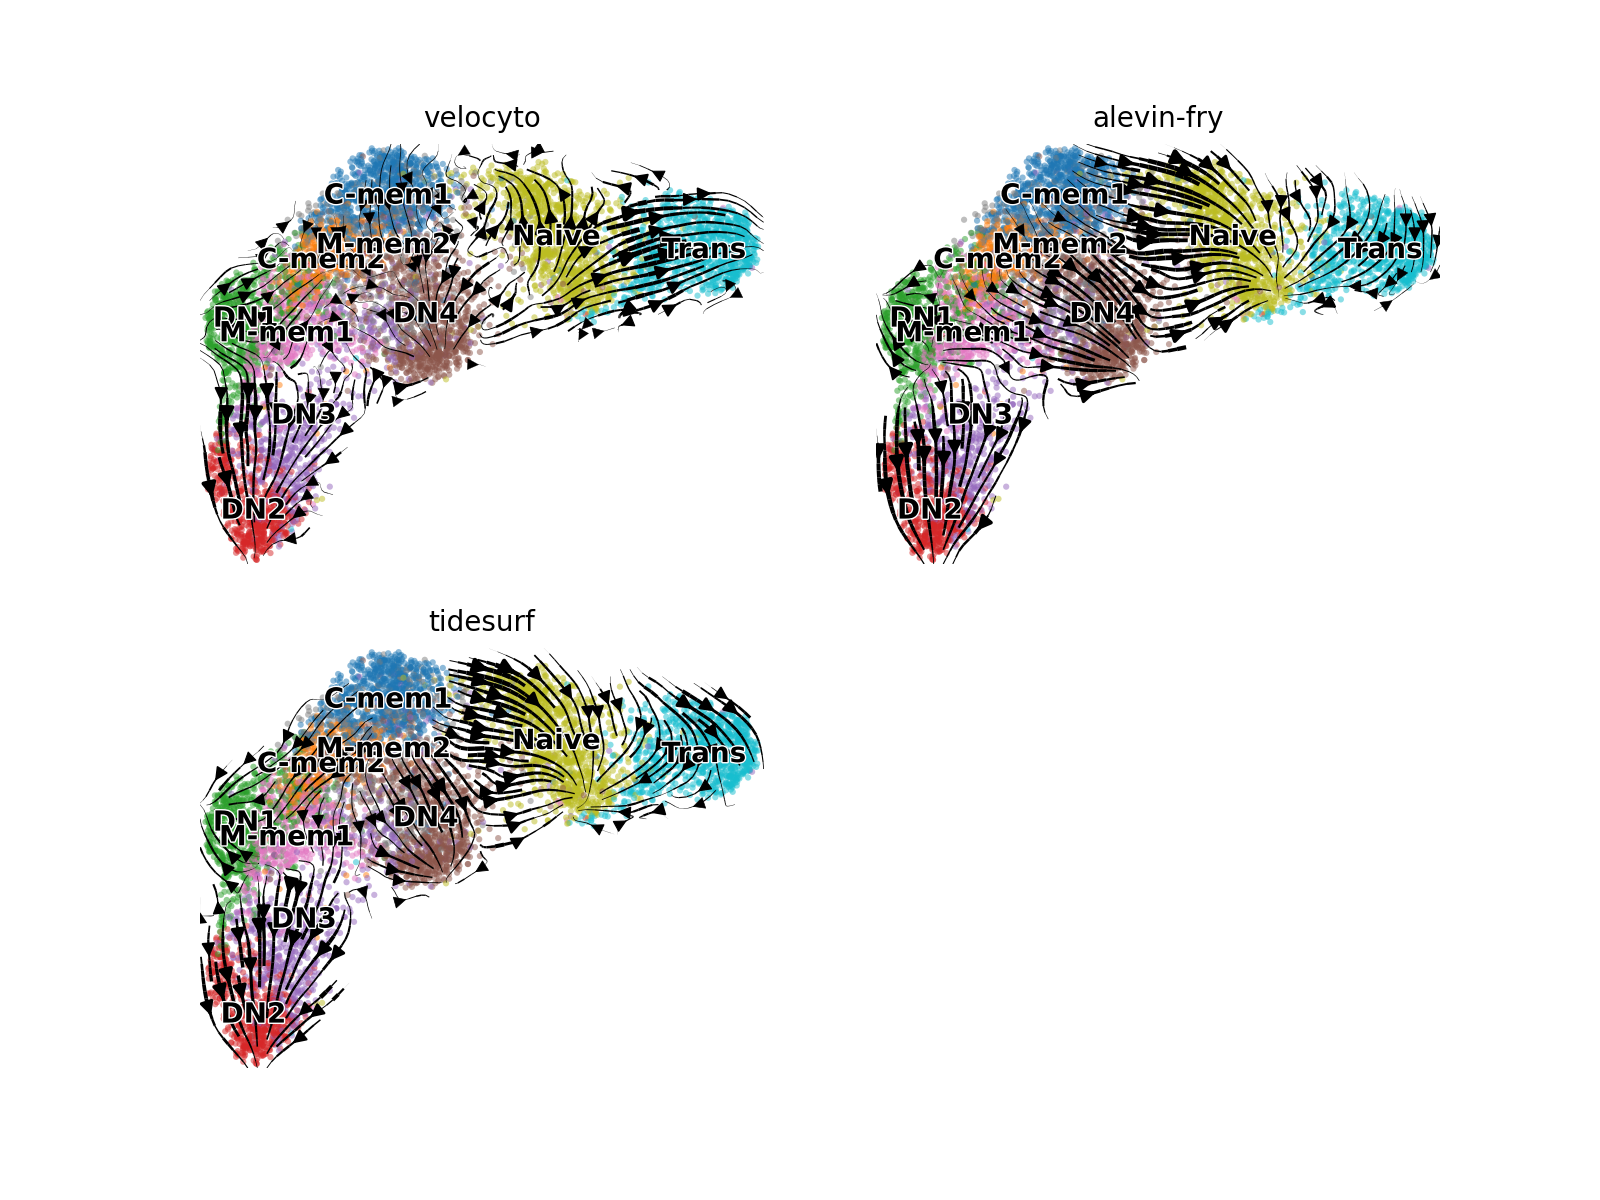 velocyto
C-mem1
M-mem2
Naive
Trans
C-mem2
DN1
DN4
M-mem1
DN3
DN2
alevin-fry
C-mem1
M-mem2
Naive
Trans
C-mem2
DN1
DN4
M-mem1
DN3
DN2
tidesurf
C-mem1
M-mem2
Naive
Trans
C-mem2
DN1
DN4
M-mem1
DN3
DN2